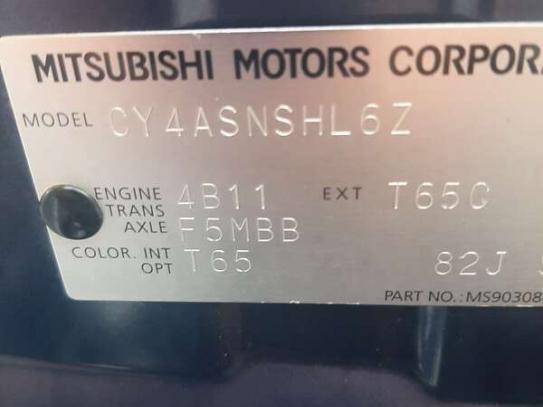 MITSUBISHI MOTORS CORPORA
MODEL CY4ASNSHL6Z
ENGINE 4B11 EXT T65C
TRANS
AXLE F5MBB
COLOR. INT T65 82J
OPT
PART NO.: MS90308